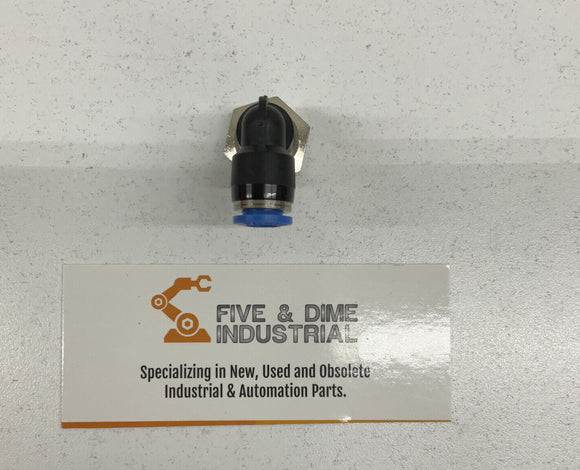 FIVE & DIME
INDUSTRIAL
Specializing in New, Used and Obsolete
Industrial & Automation Parts.